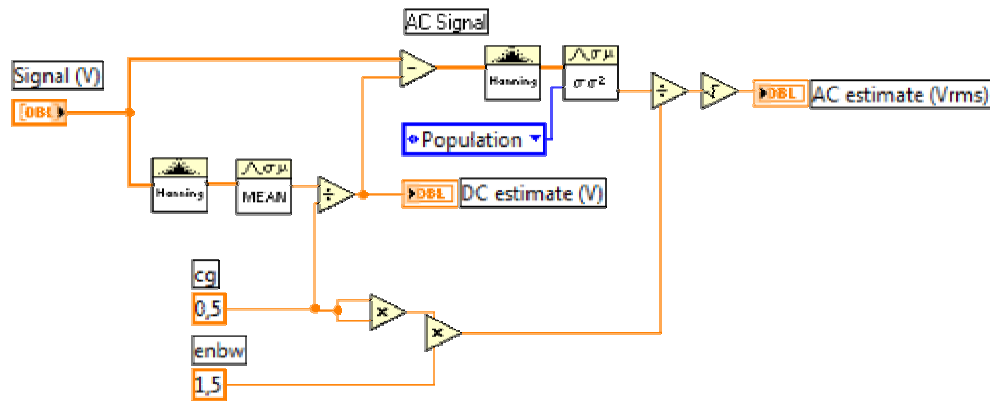 AC Signal
Signal (V)
DBL
-
Hanning
σ σ²
÷
√
DBL
AC estimate (Vrms)
Population
Hanning
σ μ
MEAN
÷
DBL
DC estimate (V)
σ μ
cg
0,5
×
×
enbw
1,5